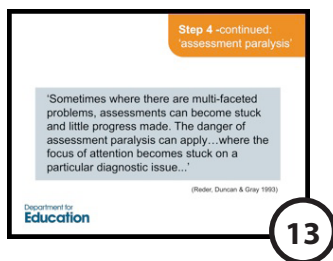 Step 4 -continued:
'assessment paralysis'
'Sometimes where there are multi-faceted
problems, assessments can become stuck
and little progress made. The danger of
assessment paralysis can apply…where the
focus of attention becomes stuck on a
particular diagnostic issue...'
(Reder, Duncan & Gray 1993)
Department for
Education
13